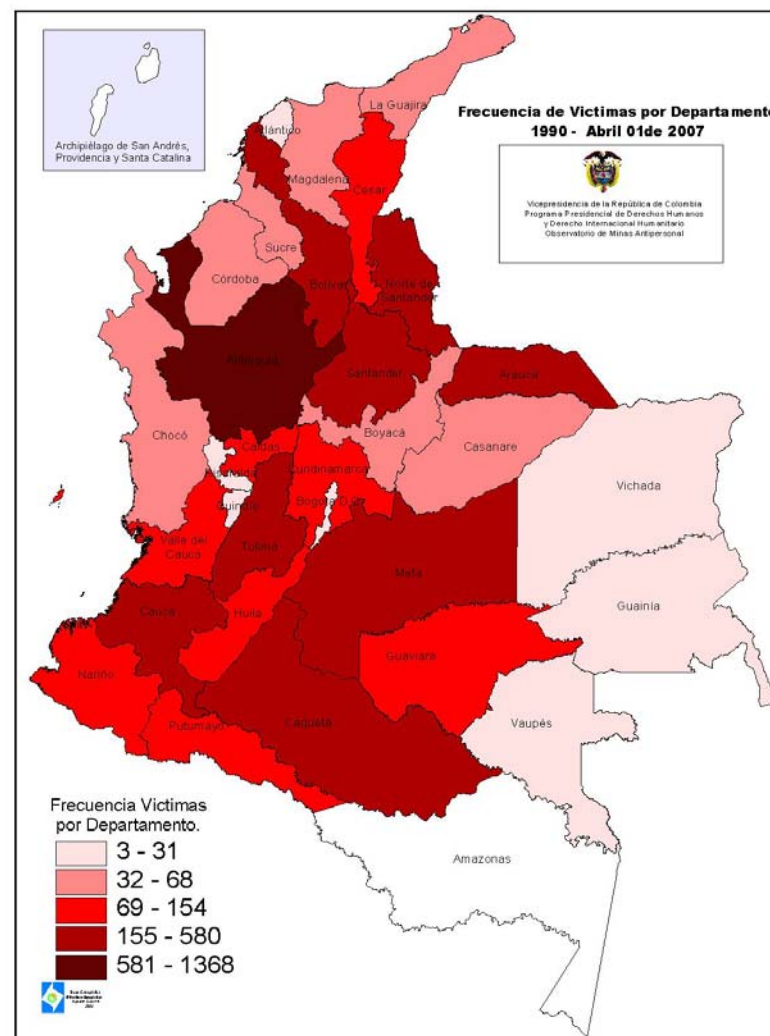 Archipiélago de San Andrés,
Providencia y Santa Catalina
Frecuencia de Victimas por Departamento
1990 - Abril 01de 2007
Vicepresidencia de la República de Colombia
Programa Presidencial de Derechos Humanos
y Derecho Internacional Humanitario
Observatorio de Minas Antipersonal
La Guajira
Atlántico
Magdalena
Cesar
Sucre
Córdoba
Bolívar
Norte de
Santander
Antioquia
Santander
Arauca
Chocó
Boyacá
Casanare
Caldas
Risaralda
Cundinamarca
Vichada
Quindío
Bogotá D.C.
Valle del
Cauca
Tolima
Meta
Guainía
Cauca
Huila
Guaviare
Nariño
Vaupés
Putumayo
Caquetá
Amazonas
Frecuencia Victimas
por Departamento.
3 - 31
32 - 68
69 - 154
155 - 580
581 - 1368